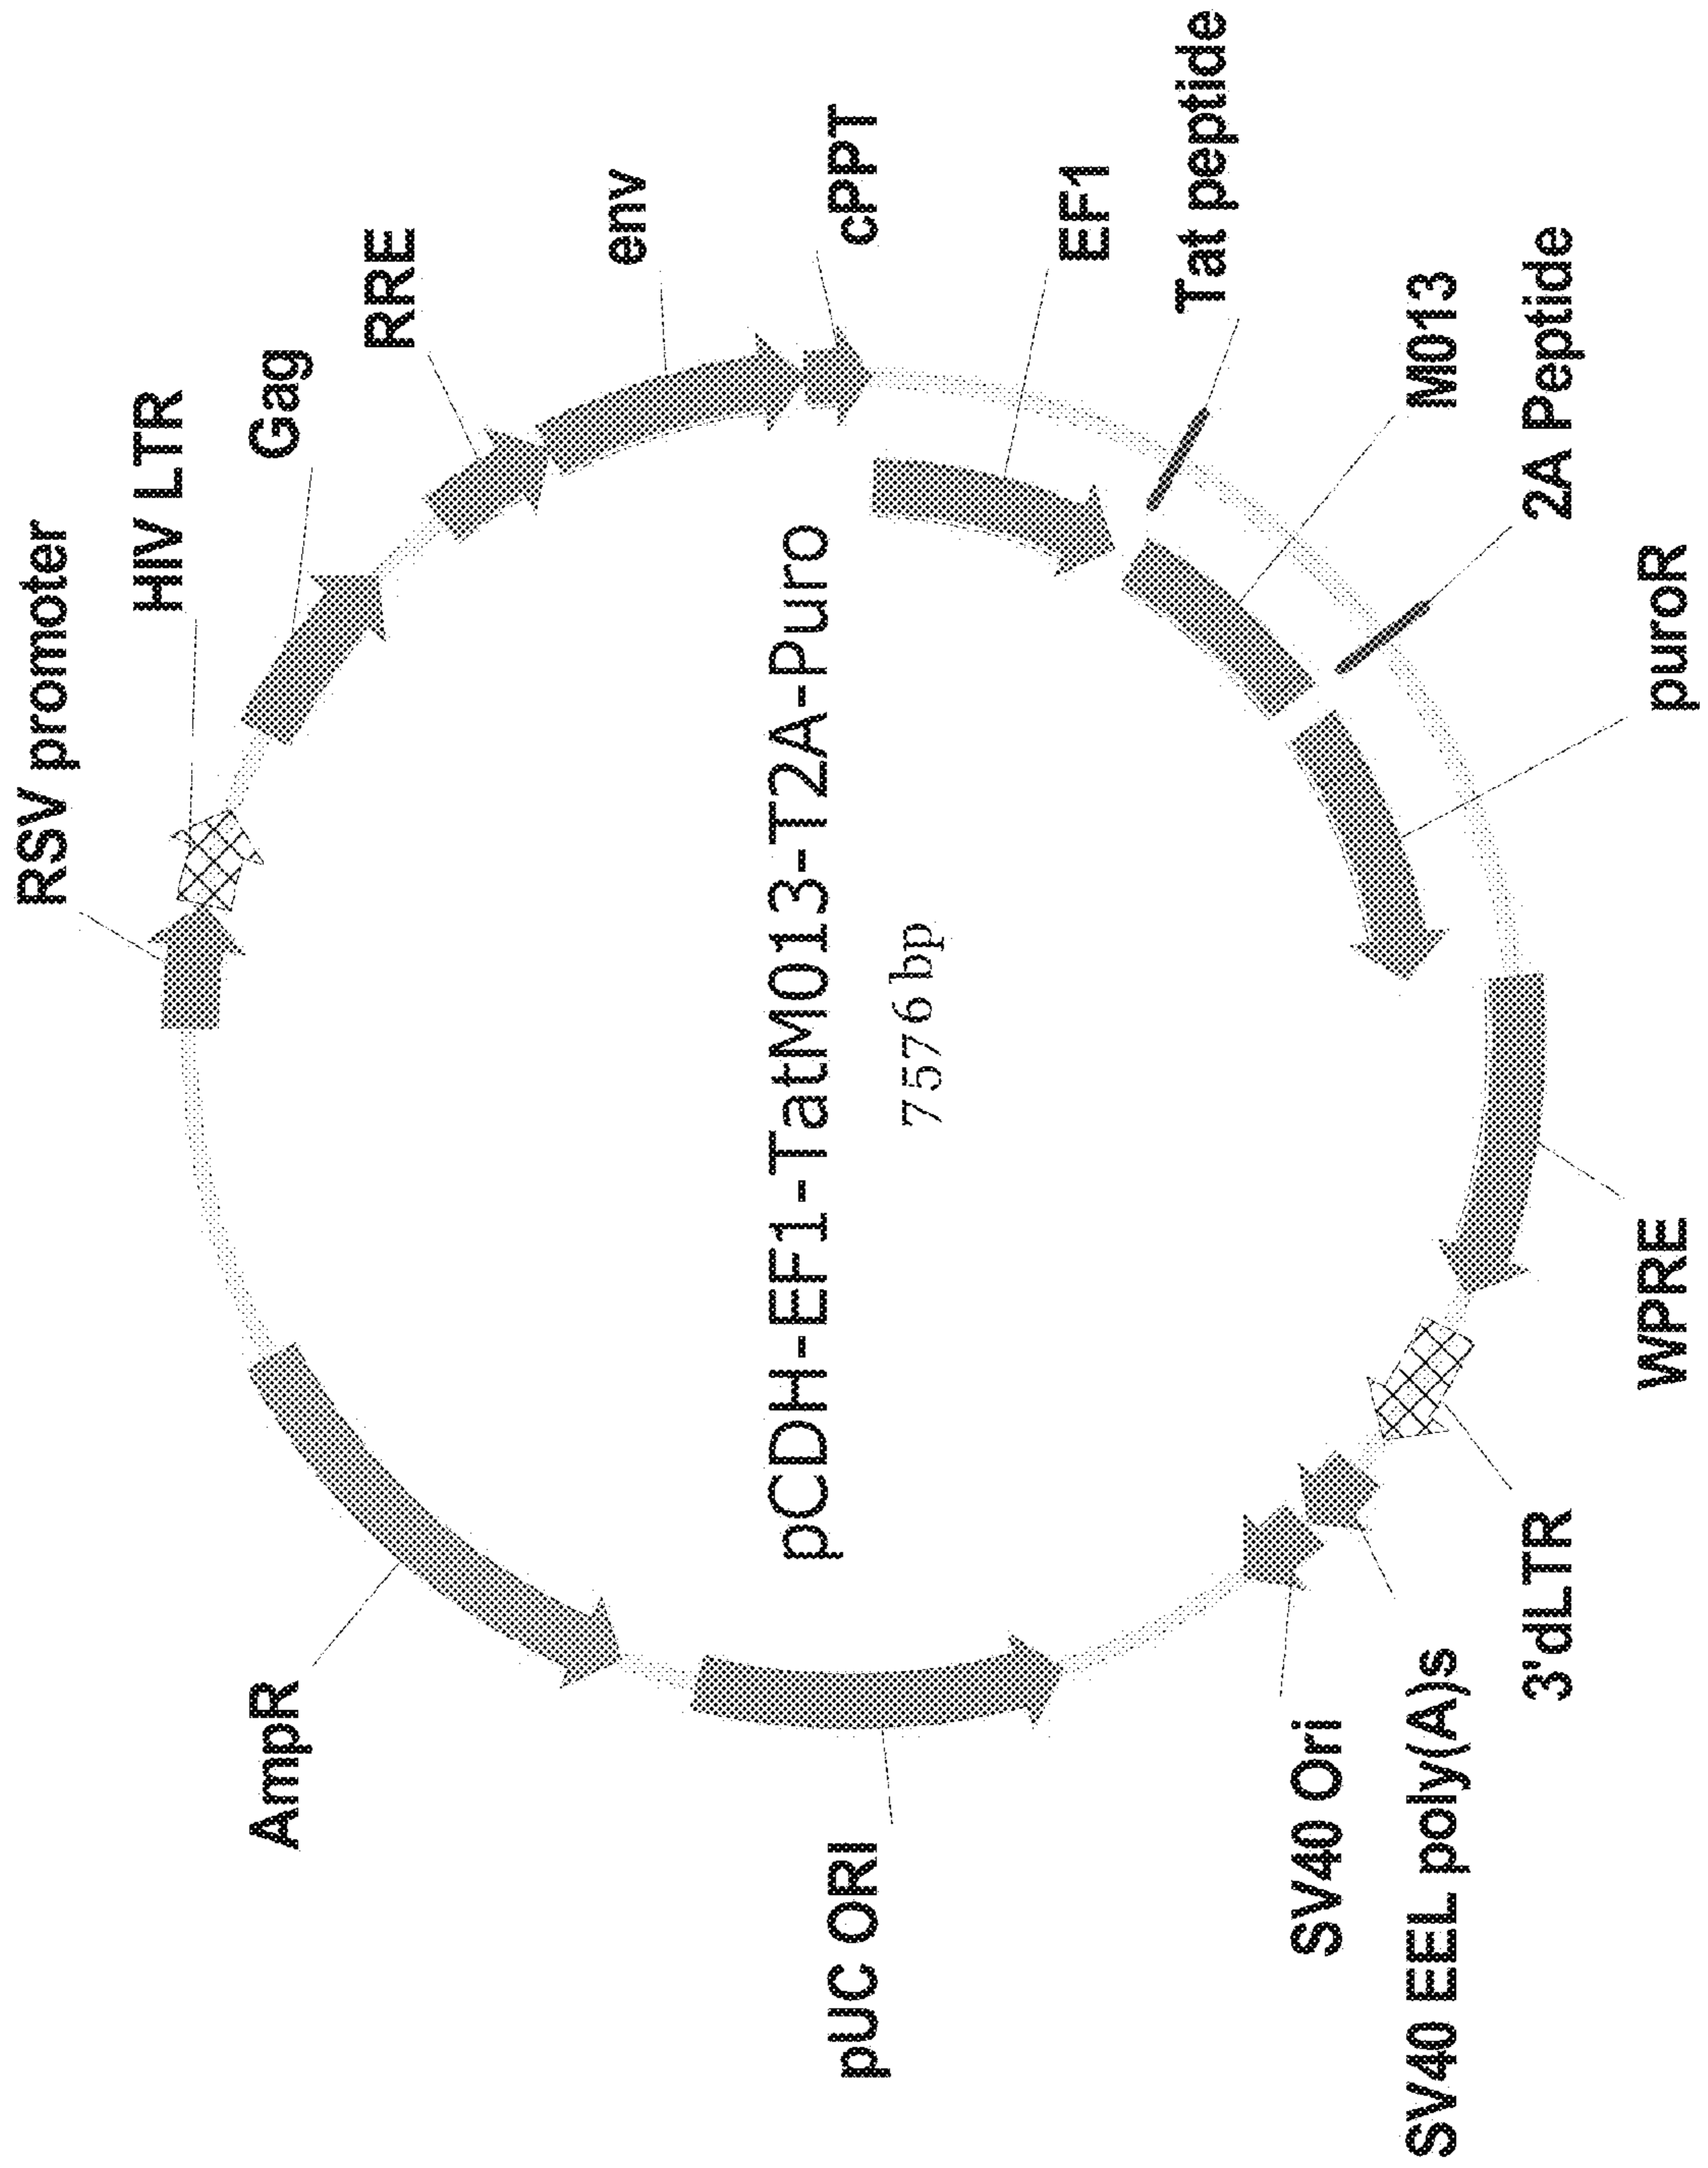 RSV promoter
HIV LTR
Gag
RRE
env
cPPT
EF1
Tat peptide
M013
2A Peptide
puroR
WPRE
3'dLTR
SV40 EEL poly(A)s
SV40 Ori
pUC ORI
AmpR
pCDH-EF1-TatM013-T2A-Puro
7576 bp